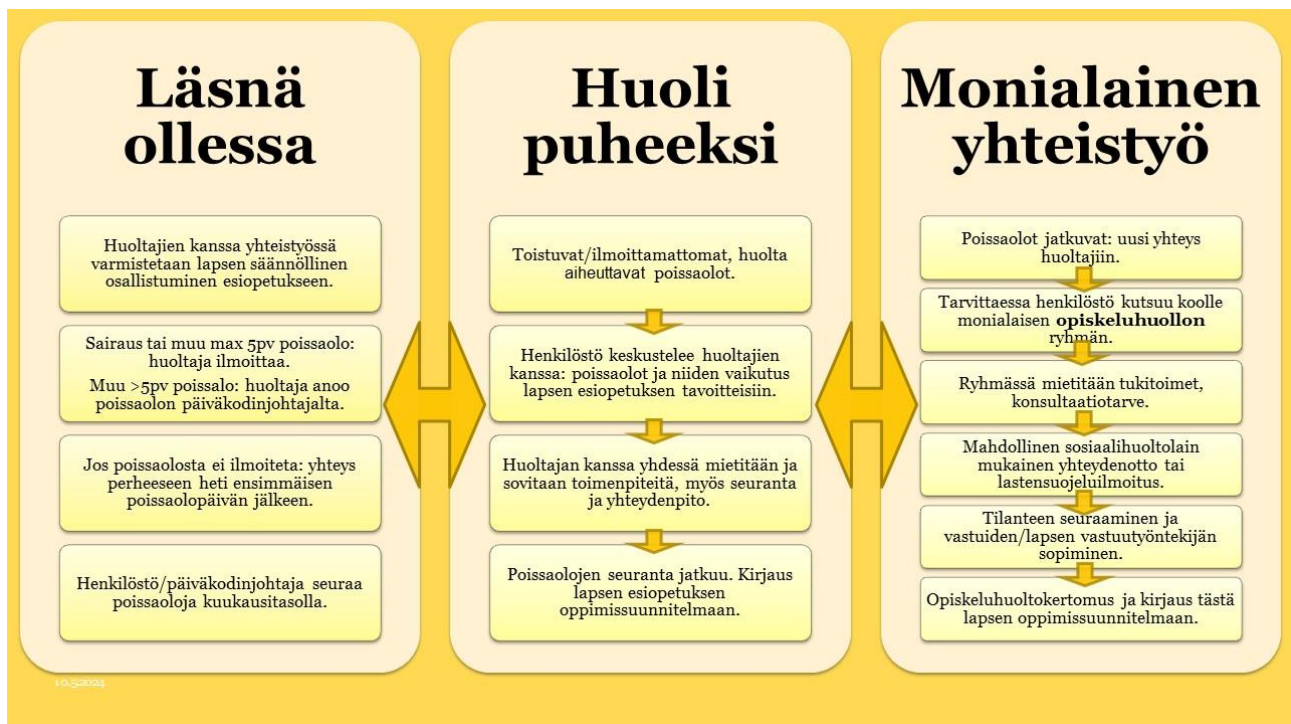 Läsnä
ollessa
Huoltajien kanssa yhteistyössä
varmistetaan lapsen säännöllinen
osallistuminen esiopetukseen.
Sairaus tai muu max 5pv poissaolo:
huoltaja ilmoittaa.
Muu >5pv poissalo: huoltaja anoo
poissaolon päiväkodinjohtajalta.
Jos poissaolosta ei ilmoiteta: yhteys
perheeseen heti ensimmäisen
poissaolopäivän jälkeen.
Henkilöstö/päiväkodinjohtaja seuraa
poissaoloja kuukausitasolla.
Huoli
puheeksi
Toistuvat/ilmoittamattomat, huolta
aiheuttavat poissaolot.
Henkilöstö keskustelee huoltajien
kanssa: poissaolot ja niiden vaikutus
lapsen esiopetuksen tavoitteisiin.
Huoltajan kanssa yhdessä mietitään ja
sovitaan toimenpiteitä, myös seuranta
ja yhteydenpito.
Poissaolojen seuranta jatkuu. Kirjaus
lapsen esiopetuksen
oppimissuunnitelmaan.
Monialainen
yhteistyö
Poissaolot jatkuvat: uusi yhteys
huoltajiin.
Tarvittaessa henkilöstö kutsuu koolle
monialaisen opiskeluhuollon
ryhmän.
Ryhmässä mietitään tukitoimet,
konsultaatiotarve.
Mahdollinen sosiaalihuoltolain
mukainen yhteydenotto tai
lastensuojeluilmoitus.
Tilanteen seuraaminen ja
vastuiden/lapsen vastuutyöntekijän
sopiminen.
Opiskeluhuoltokertomus ja kirjaus tästä
lapsen oppimissuunnitelmaan.
10.5.2024